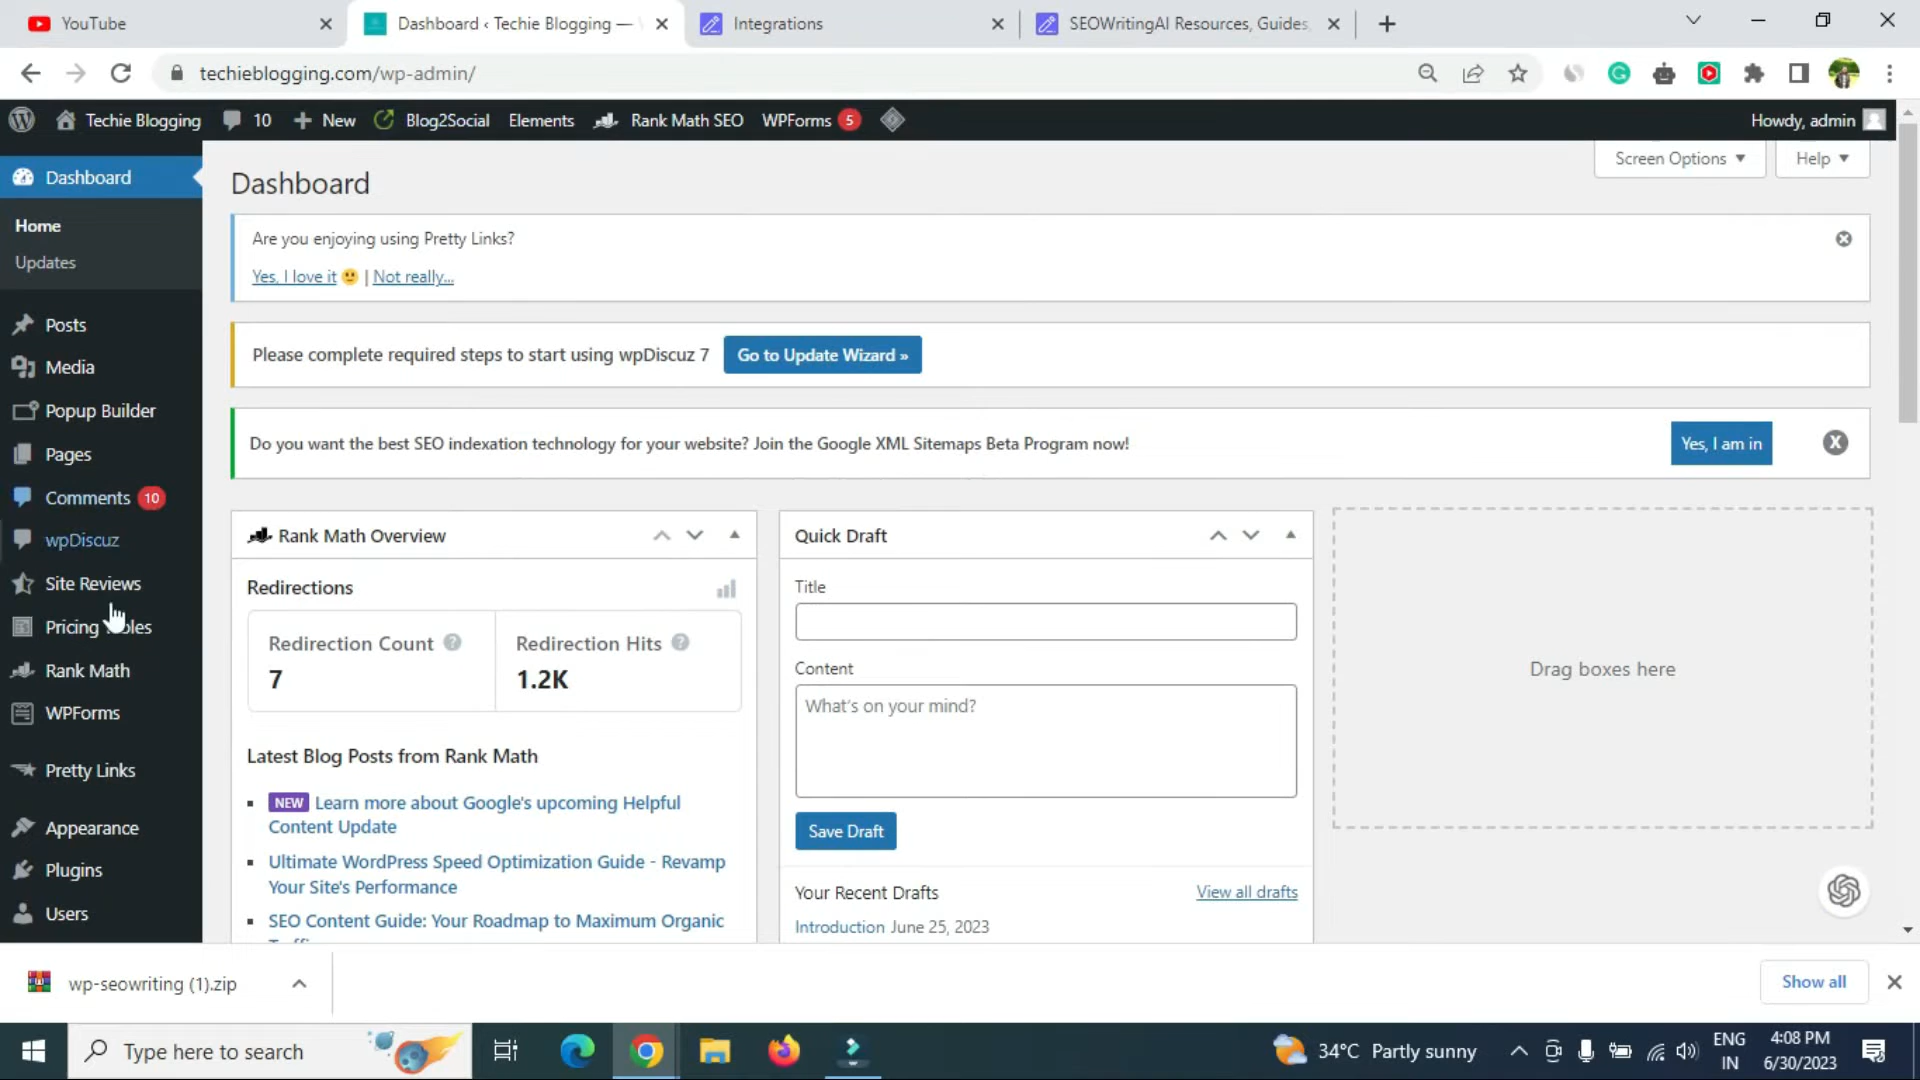 YouTube
Dashboard ‹ Techie Blogging —
Integrations
SEOWritingAI Resources, Guides
techieblogging.com/wp-admin/
Techie Blogging
10
New
Blog2Social
Elements
Rank Math SEO
WPForms 5
Howdy, admin
Screen Options
Help
Dashboard
Home
Updates
Posts
Media
Popup Builder
Pages
Comments 10
wpDiscuz
Site Reviews
Pricing
Rank Math
WPForms
Pretty Links
Appearance
Plugins
Users
Dashboard
Are you enjoying using Pretty Links?
Yes, I love it 🙂 | Not really...
Please complete required steps to start using wpDiscuz 7
Go to Update Wizard »
Do you want the best SEO indexation technology for your website? Join the Google XML Sitemaps Beta Program now!
Yes, I am in
X
Rank Math Overview
Redirections
Redirection Count ?
7
Redirection Hits ?
1.2K
Latest Blog Posts from Rank Math
NEW Learn more about Google's upcoming Helpful
Content Update
Ultimate WordPress Speed Optimization Guide - Revamp
Your Site's Performance
SEO Content Guide: Your Roadmap to Maximum Organic
Quick Draft
Title
Content
What's on your mind?
Save Draft
Your Recent Drafts
View all drafts
Introduction June 25, 2023
Drag boxes here
wp-seowriting (1).zip
Show all
Type here to search
34°C Partly sunny
ENG
IN
4:08 PM
6/30/2023